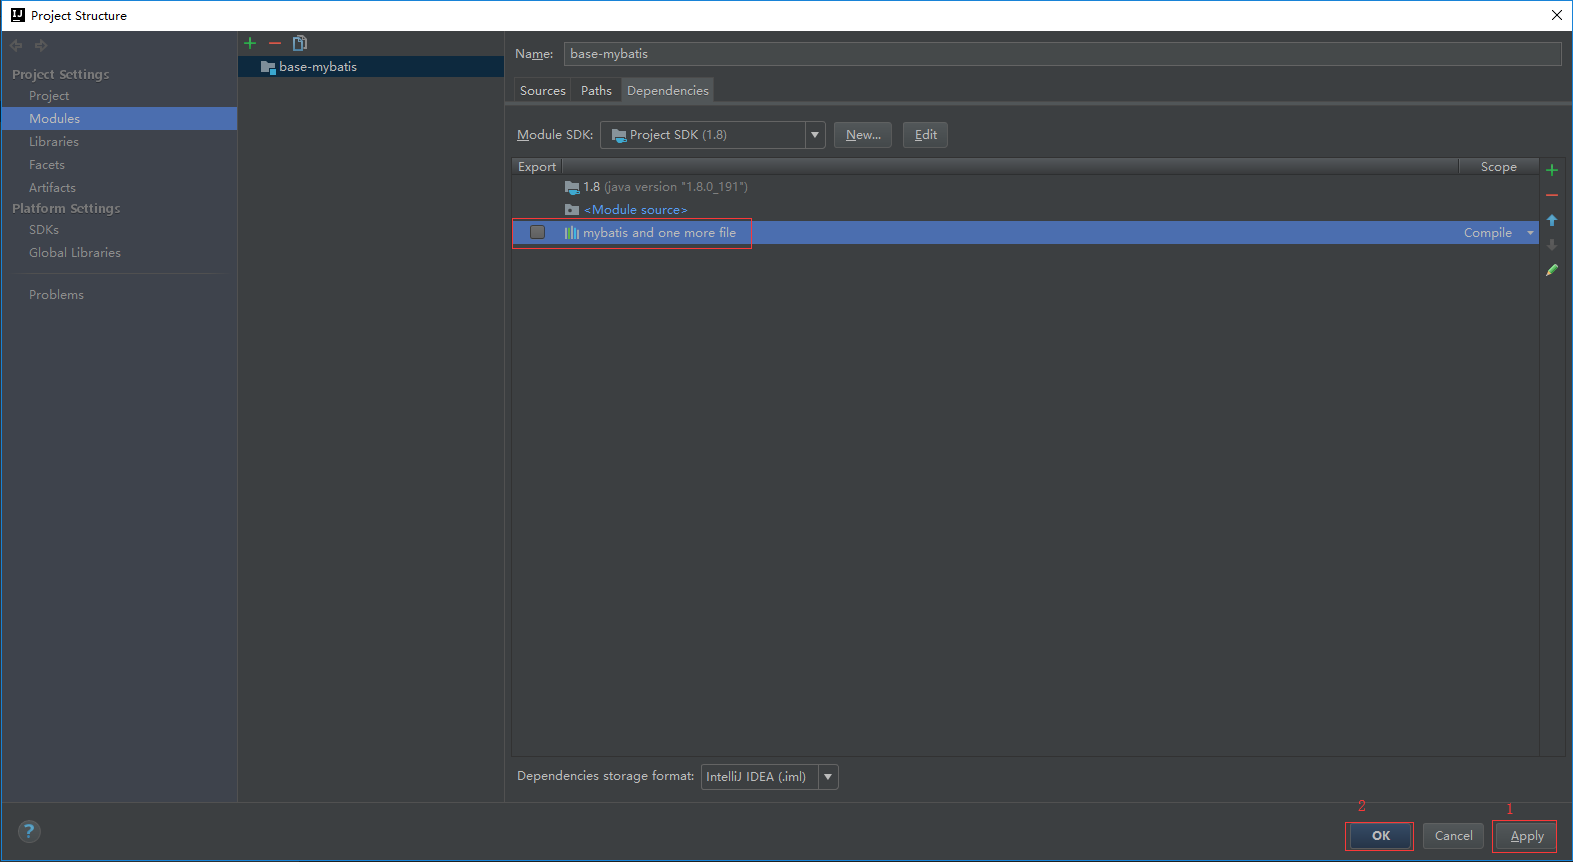 Project Structure
Project Settings
Project
Modules
Libraries
Facets
Artifacts
Platform Settings
SDKs
Global Libraries
Problems
base-mybatis
Name: base-mybatis
Sources Paths Dependencies
Module SDK: Project SDK (1.8) New... Edit
Export Scope
1.8 (java version "1.8.0_191")
<Module source>
mybatis and one more file Compile
Dependencies storage format: IntelliJ IDEA (.iml)
2 1
? OK Cancel Apply